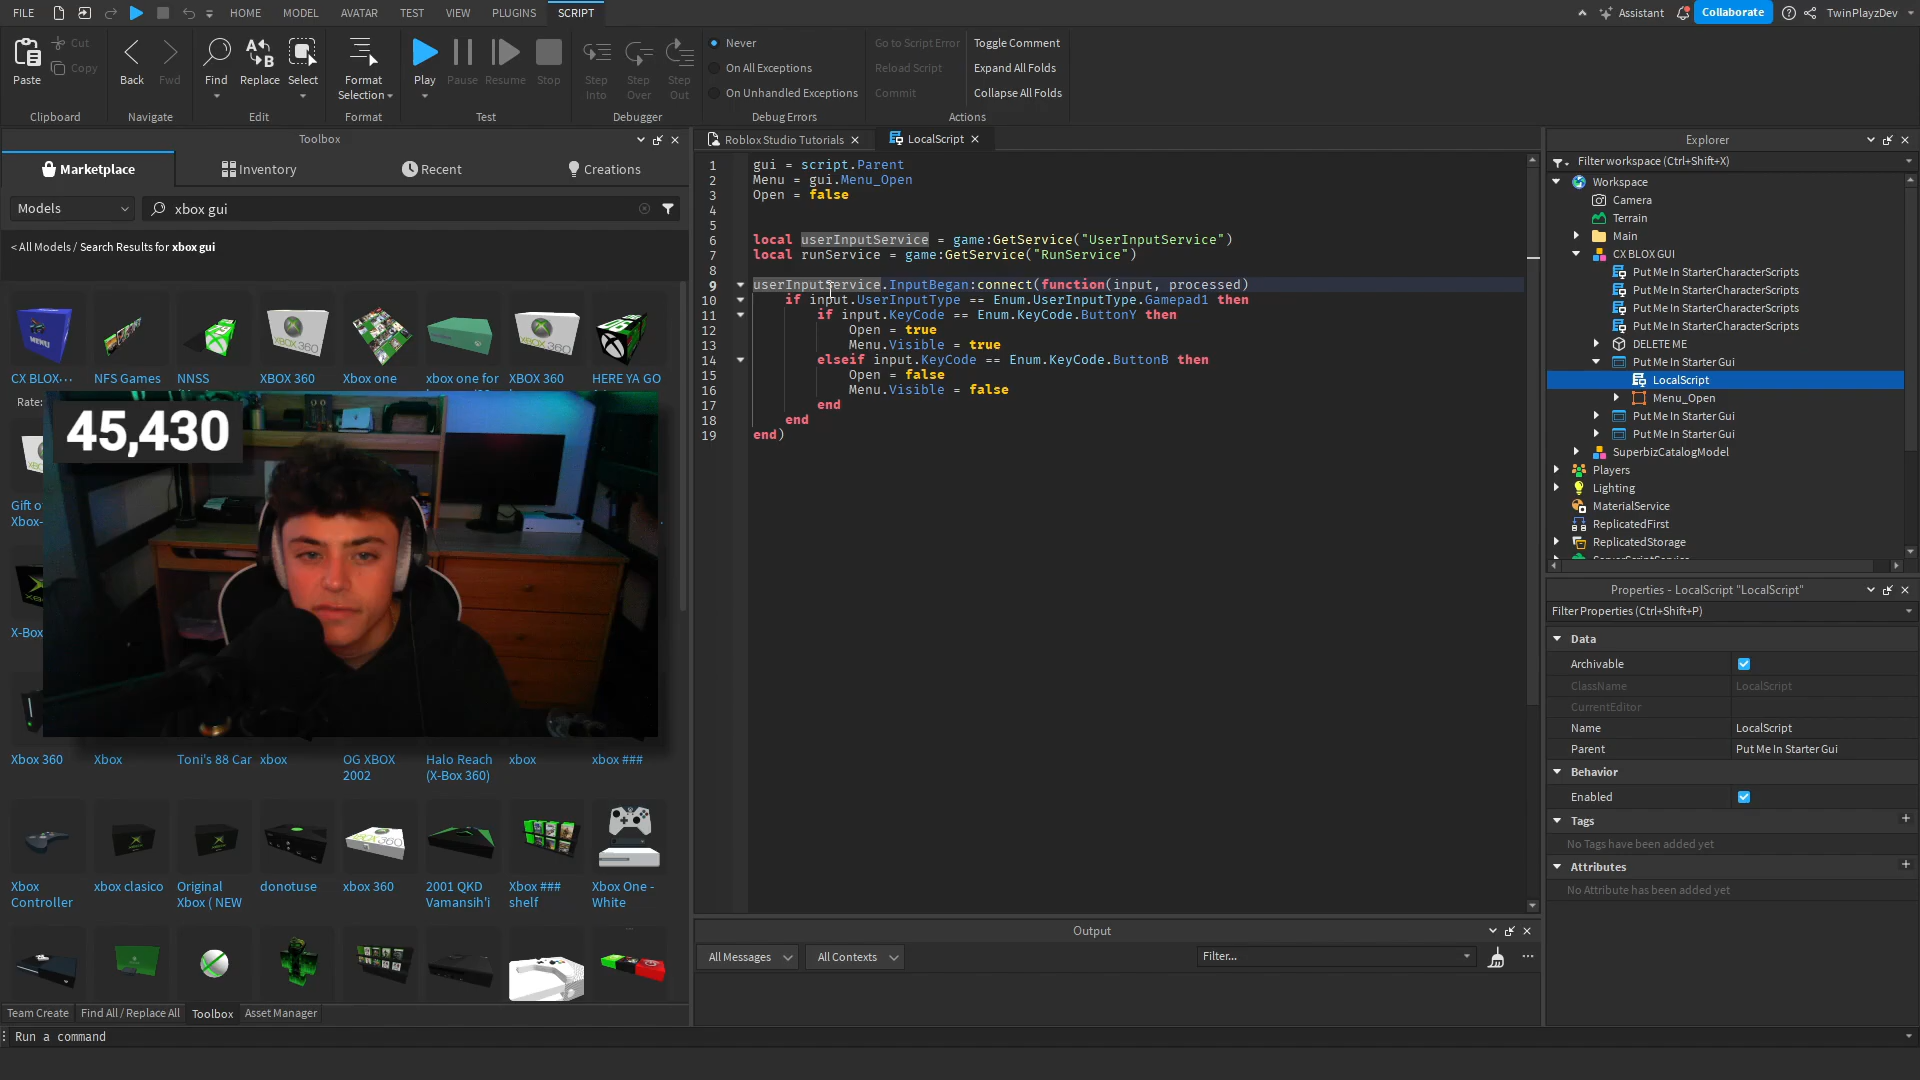 FILE
HOME
MODEL
AVATAR
TEST
VIEW
PLUGINS
SCRIPT
Assistant
Collaborate
TwinPlayzDev
Paste
Cut
Copy
Clipboard
Back
Fwd
Navigate
Find
Replace
Select
Edit
Format
Selection
Format
Play
Pause
Resume
Stop
Test
Step
Into
Step
Over
Step
Out
Debugger
Never
On All Exceptions
On Unhandled Exceptions
Debug Errors
Go to Script Error
Reload Script
Commit
Toggle Comment
Expand All Folds
Collapse All Folds
Actions
Toolbox
Marketplace
Inventory
Recent
Creations
Models
xbox gui
< All Models / Search Results for xbox gui
CX BLOX...
NFS Games
NNSS
XBOX 360
Xbox one
xbox one for
XBOX 360
HERE YA GO
Rate:
45,430
Gift o
Xbox-
X-Box
Xbox 360
Xbox
Toni's 88 Car
xbox
OG XBOX
2002
Halo Reach
(X-Box 360)
xbox
xbox ###
Xbox
Controller
xbox clasico
Original
Xbox ( NEW
donotuse
xbox 360
2001 QKD
Vamansih'i
Xbox ###
shelf
Xbox One -
White
Team Create
Find All / Replace All
Toolbox
Asset Manager
Run a command
Roblox Studio Tutorials
LocalScript
1 gui = script.Parent
2 Menu = gui.Menu_Open
3 Open = false
4
5
6 local userInputService = game:GetService("UserInputService")
7 local runService = game:GetService("RunService")
8
9 userInputService.InputBegan:connect(function(input, processed)
10 if input.UserInputType == Enum.UserInputType.Gamepad1 then
11 if input.KeyCode == Enum.KeyCode.ButtonY then
12 Open = true
13 Menu.Visible = true
14 elseif input.KeyCode == Enum.KeyCode.ButtonB then
15 Open = false
16 Menu.Visible = false
17 end
18 end
19 end)
Output
All Messages
All Contexts
Filter...
Explorer
Filter workspace (Ctrl+Shift+X)
Workspace
Camera
Terrain
Main
CX BLOX GUI
Put Me In StarterCharacterScripts
Put Me In StarterCharacterScripts
Put Me In StarterCharacterScripts
Put Me In StarterCharacterScripts
DELETE ME
Put Me In Starter Gui
LocalScript
Menu_Open
Put Me In Starter Gui
Put Me In Starter Gui
SuperbizCatalogModel
Players
Lighting
MaterialService
ReplicatedFirst
ReplicatedStorage
Properties - LocalScript "LocalScript"
Filter Properties (Ctrl+Shift+P)
Data
Archivable
ClassName LocalScript
CurrentEditor
Name LocalScript
Parent Put Me In Starter Gui
Behavior
Enabled
Tags
No Tags have been added yet
Attributes
No Attribute has been added yet